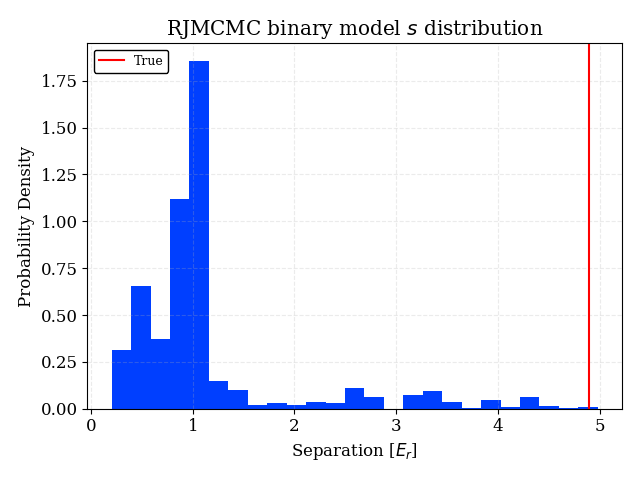 RJMCMC binary model s distribution
True
Probability Density
1.75
1.50
1.25
1.00
0.75
0.50
0.25
0.00
0 1 2 3 4 5
Separation [E_r]